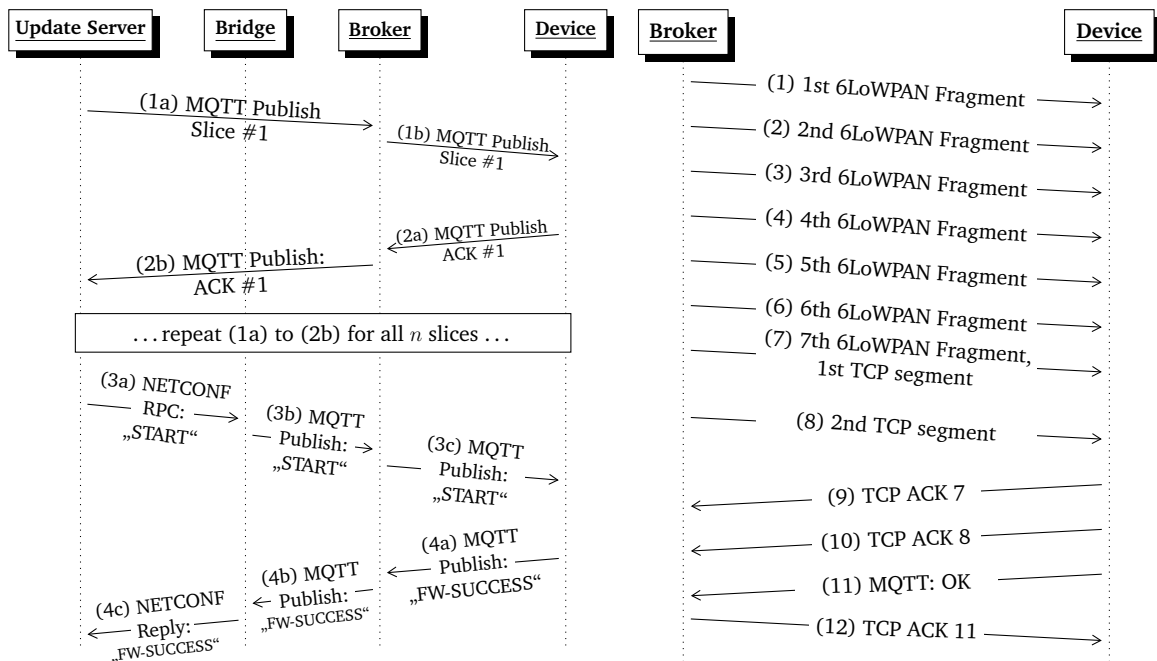 Update Server
Bridge
Broker
Device
(1a) MQTT Publish
Slice #1
(1b) MQTT Publish
Slice #1
(2a) MQTT Publish
ACK #1
(2b) MQTT Publish:
ACK #1
...repeat (1a) to (2b) for all n slices ...
(3a) NETCONF
RPC:
„START“
(3b) MQTT
Publish:
„START“
(3c) MQTT
Publish:
„START“
(4a) MQTT
Publish:
„FW-SUCCESS“
(4b) MQTT
Publish:
„FW-SUCCESS“
(4c) NETCONF
Reply:
„FW-SUCCESS“
Broker
Device
(1) 1st 6LoWPAN Fragment
(2) 2nd 6LoWPAN Fragment
(3) 3rd 6LoWPAN Fragment
(4) 4th 6LoWPAN Fragment
(5) 5th 6LoWPAN Fragment
(6) 6th 6LoWPAN Fragment
(7) 7th 6LoWPAN Fragment,
1st TCP segment
(8) 2nd TCP segment
(9) TCP ACK 7
(10) TCP ACK 8
(11) MQTT: OK
(12) TCP ACK 11